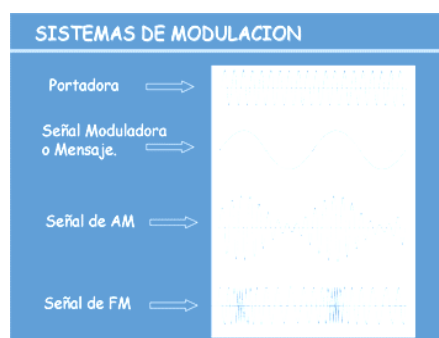 SISTEMAS DE MODULACION
Portadora
Señal Moduladora
o Mensaje.
Señal de AM
Señal de FM